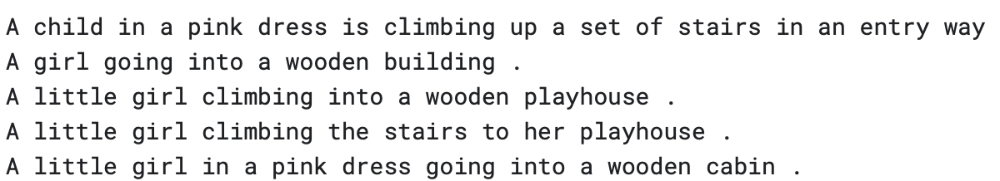 A child in a pink dress is climbing up a set of stairs in an entry way
A girl going into a wooden building .
A little girl climbing into a wooden playhouse .
A little girl climbing the stairs to her playhouse .
A little girl in a pink dress going into a wooden cabin .